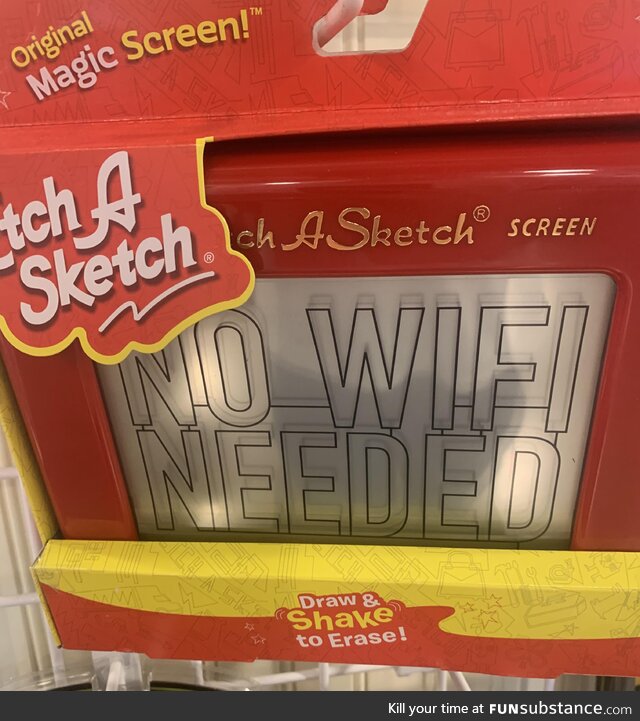 Original
Magic Screen!™
tch A
Sketch®
ch A Sketch® SCREEN
NO WIFI
NEEDED
Draw &
Shake
to Erase!
Kill your time at FUNsubstance.com